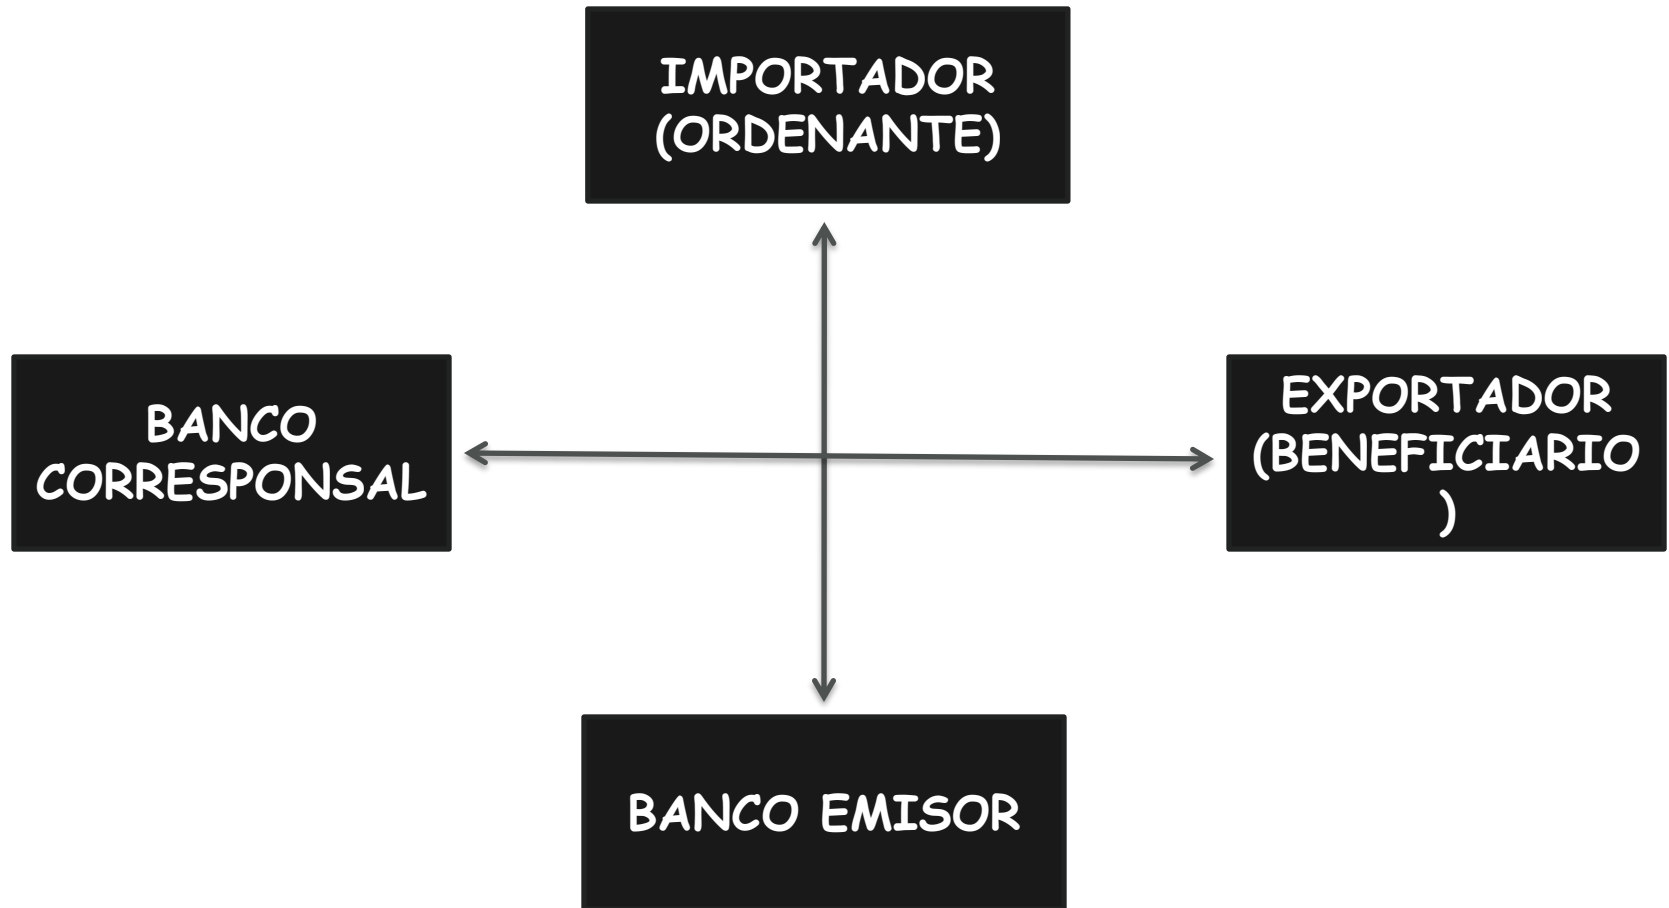 IMPORTADOR
(ORDENANTE)
BANCO
CORRESPONSAL
EXPORTADOR
(BENEFICIARIO
)
BANCO EMISOR